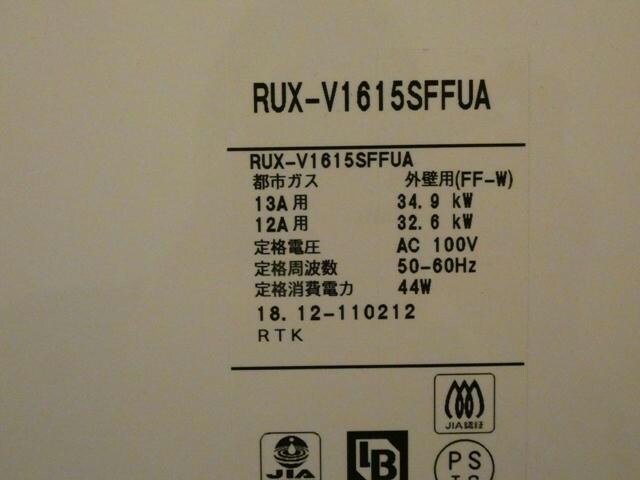 RUX-V1615SFFUA
RUX-V1615SFFUA
都市ガス 外壁用(FF-W)
13A用 34.9 kW
12A用 32.6 kW
定格電圧 AC 100V
定格周波数 50-60Hz
定格消費電力 44W
18.12-110212
RTK
JIA認証
JIA
IB
PS